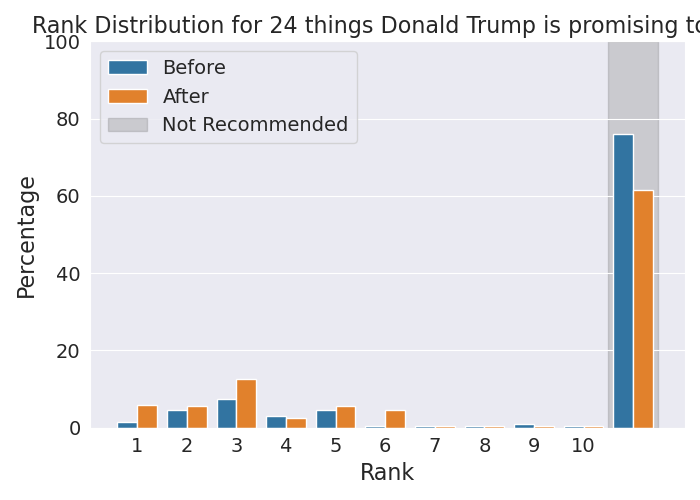 Rank Distribution for 24 things Donald Trump is promising to
100
80
60
40
20
0
Percentage
Before
After
Not Recommended
1 2 3 4 5 6 7 8 9 10
Rank